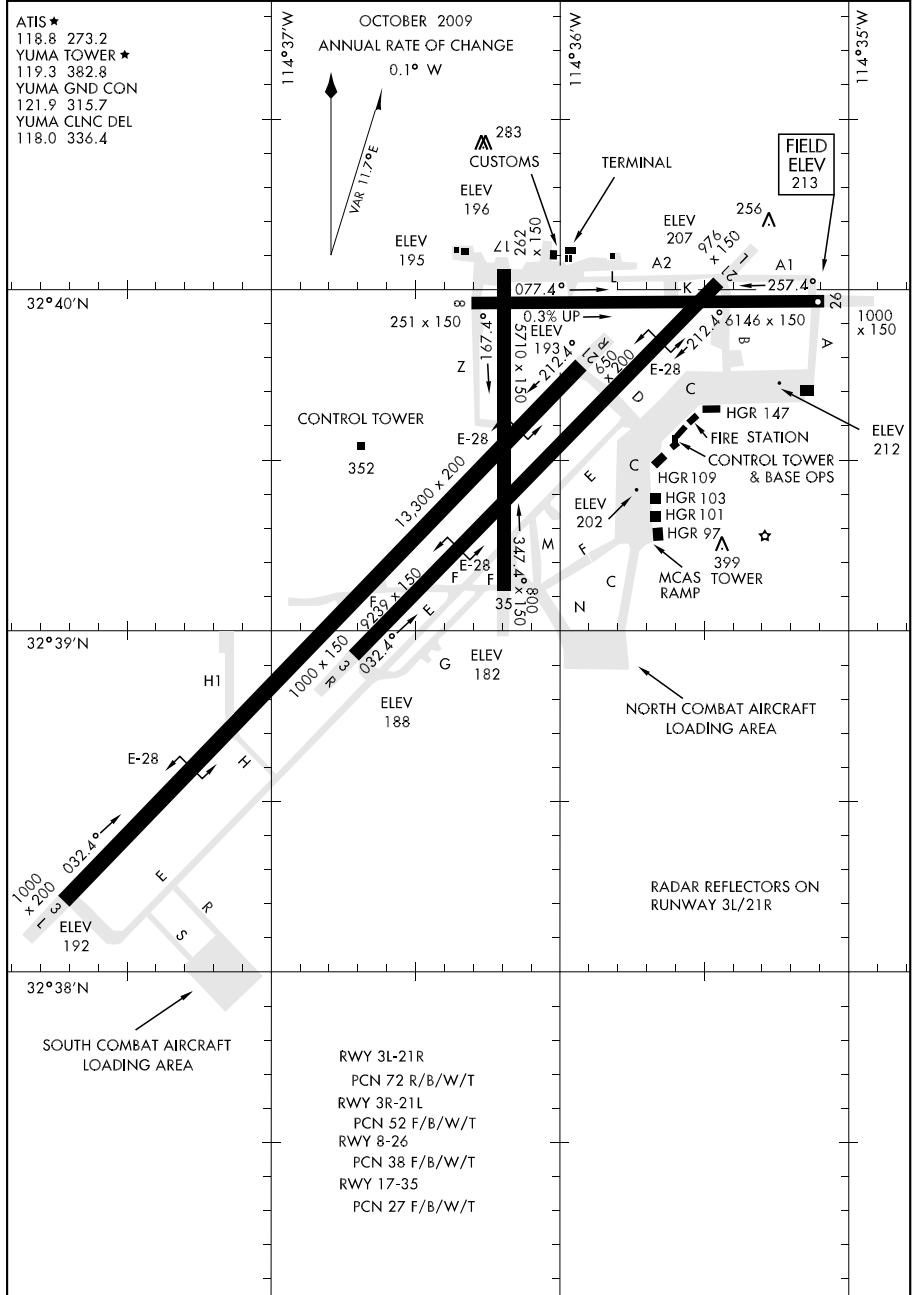 ATIS ★
118.8 273.2
YUMA TOWER ★
119.3 382.8
YUMA GND CON
121.9 315.7
YUMA CLNC DEL
118.0 336.4
114°37'W
OCTOBER 2009
ANNUAL RATE OF CHANGE
0.1° W
VAR 11.7°E
114°36'W
114°35'W
283
CUSTOMS
TERMINAL
FIELD
ELEV
213
ELEV
196
ELEV
195
17
262
x 150
256
ELEV
207
976
x 150
21L
A2
A1
L
K
32°40'N
077.4°
257.4°
8
26
251 x 150
0.3% UP
6146 x 150
1000
x 150
ELEV
193
167.4°
5710 x 150
212.4°
21R
650
x 200
212.4°
E-28
Z
B
A
D
C
HGR 147
FIRE STATION
CONTROL TOWER
& BASE OPS
ELEV
212
CONTROL TOWER
352
E-28
13,300 x 200
E
C
HGR109
HGR 103
HGR 101
HGR 97
ELEV
202
399
MCAS
RAMP
TOWER
M
F
C
N
E-28
F
F
F
347.4°
9239 x 150
E
35
800
x 150
32°39'N
1000 x 150
3R
032.4°
G
ELEV
182
ELEV
188
H1
NORTH COMBAT AIRCRAFT
LOADING AREA
E-28
H
032.4°
1000
x 200
3L
ELEV
192
E
R
S
RADAR REFLECTORS ON
RUNWAY 3L/21R
32°38'N
SOUTH COMBAT AIRCRAFT
LOADING AREA
RWY 3L-21R
PCN 72 R/B/W/T
RWY 3R-21L
PCN 52 F/B/W/T
RWY 8-26
PCN 38 F/B/W/T
RWY 17-35
PCN 27 F/B/W/T